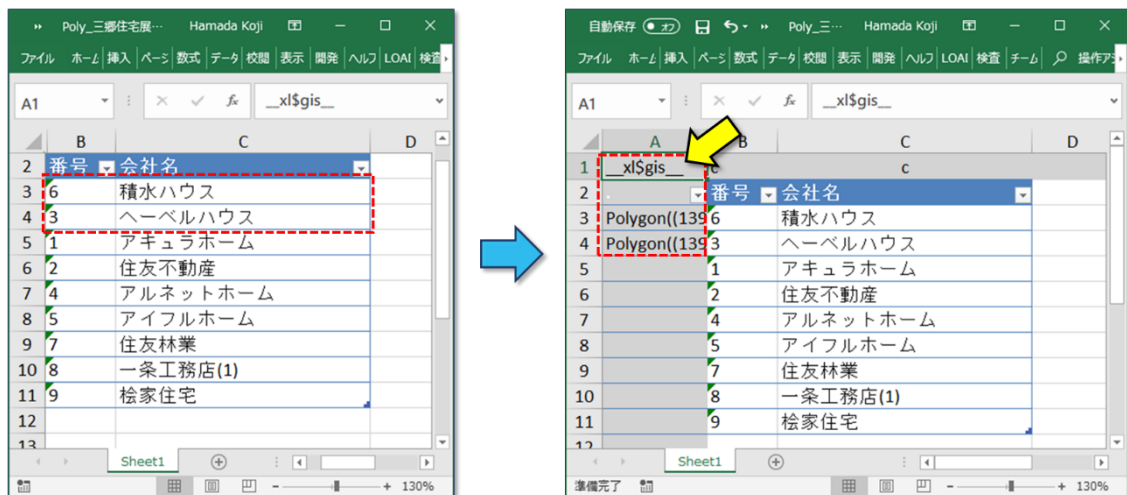 Poly_三郷住宅展… Hamada Koji
ファイル ホーム 挿入 ページ 数式 データ 校閲 表示 開発 ヘルプ LOAI 検査
A1 fx __xl$gis__
B C D
2 番号 会社名
3 6 積水ハウス
4 3 ヘーベルハウス
5 1 アキュラホーム
6 2 住友不動産
7 4 アルネットホーム
8 5 アイフルホーム
9 7 住友林業
10 8 一条工務店(1)
11 9 桧家住宅
12
13
Sheet1
130%
自動保存 オフ Poly_三… Hamada Koji
ファイル ホーム 挿入 ページ 数式 データ 校閲 表示 開発 ヘルプ LOAI 検査 チーム 操作アシ
A1 fx __xl$gis__
A B C D
1 __xl$gis__ c c
2 . 番号 会社名
3 Polygon((139 6 積水ハウス
4 Polygon((139 3 ヘーベルハウス
5 1 アキュラホーム
6 2 住友不動産
7 4 アルネットホーム
8 5 アイフルホーム
9 7 住友林業
10 8 一条工務店(1)
11 9 桧家住宅
12
Sheet1
準備完了 130%